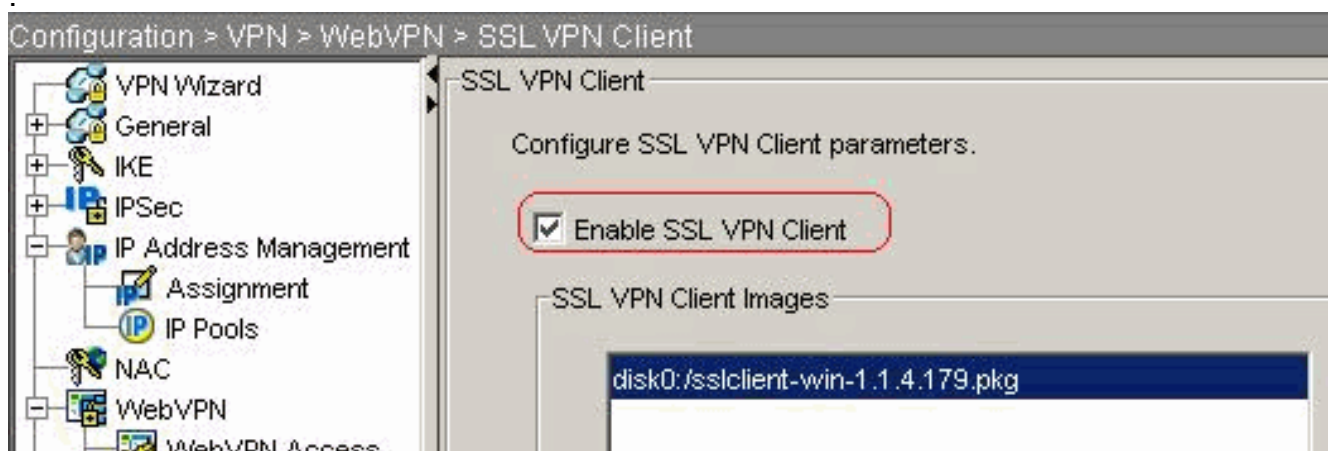 Configuration > VPN > WebVPN > SSL VPN Client
VPN Wizard
General
IKE
IPSec
IP Address Management
Assignment
IP Pools
NAC
WebVPN
WebVPN Access
SSL VPN Client
Configure SSL VPN Client parameters.
Enable SSL VPN Client
SSL VPN Client Images
disk0:/sslclient-win-1.1.4.179.pkg